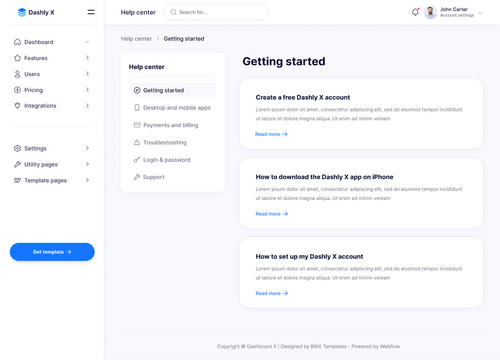 Dashly X
Help center
Search for...
John Carter
Account settings
Dashboard
Features
Users
Pricing
Integrations
Settings
Utility pages
Template pages
Get template
Help center > Getting started
Help center
Getting started
Desktop and mobile apps
Payments and billing
Troubleshooting
Login & password
Support
Getting started
Create a free Dashly X account
Lorem ipsum dolor sit amet, consectetur adipiscing elit, sed do eiusmod tempor incididunt
ut labore et dolore magna aliqua. Ut enim ad minim veniam
Read more
How to download the Dashly X app on iPhone
Lorem ipsum dolor sit amet, consectetur adipiscing elit, sed do eiusmod tempor incididunt
ut labore et dolore magna aliqua. Ut enim ad minim veniam
Read more
How to set up my Dashly X account
Lorem ipsum dolor sit amet, consectetur adipiscing elit, sed do eiusmod tempor incididunt
ut labore et dolore magna aliqua. Ut enim ad minim veniam
Read more
Copyright © Dashboard X | Designed by BRIX Templates - Powered by Webflow